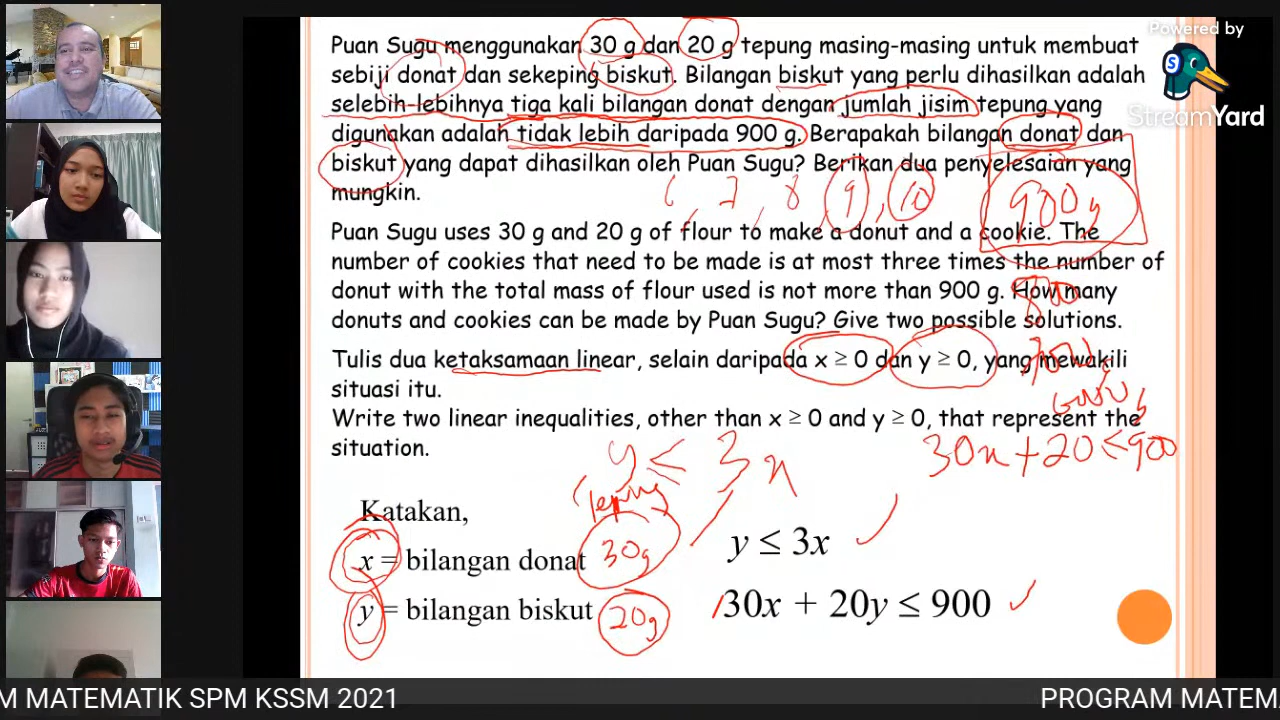 Powered by
StreamYard
Puan Sugu menggunakan 30 g dan 20 g tepung masing-masing untuk membuat
sebiji donat dan sekeping biskut. Bilangan biskut yang perlu dihasilkan adalah
selebih-lebihnya tiga kali bilangan donat dengan jumlah jisim tepung yang
digunakan adalah tidak lebih daripada 900 g. Berapakah bilangan donat dan
biskut yang dapat dihasilkan oleh Puan Sugu? Berikan dua penyelesaian yang
mungkin.
6, 7, 8, 9, 10
900g
Puan Sugu uses 30 g and 20 g of flour to make a donut and a cookie. The
number of cookies that need to be made is at most three times the number of
donut with the total mass of flour used is not more than 900 g. How many
donuts and cookies can be made by Puan Sugu? Give two possible solutions.
800
Tulis dua ketaksamaan linear, selain daripada x ≥ 0 dan y ≥ 0, yang mewakili
situasi itu.
Write two linear inequalities, other than x ≥ 0 and y ≥ 0, that represent the
situation.
y ≤ 3x
30x + 20 ≤ 900
Tepung
Katakan,
x = bilangan donat 30g
y ≤ 3x
y = bilangan biskut 20g
30x + 20y ≤ 900
M MATEMATIK SPM KSSM 2021
PROGRAM MATEMA